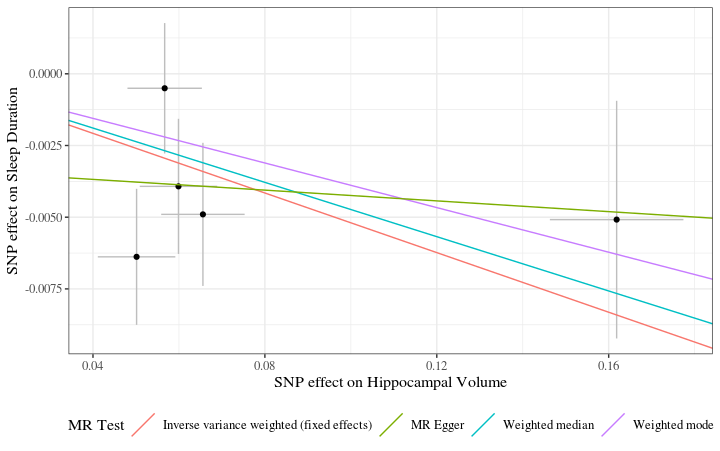 SNP effect on Sleep Duration
0.0000
-0.0025
-0.0050
-0.0075
0.04 0.08 0.12 0.16
SNP effect on Hippocampal Volume
MR Test Inverse variance weighted (fixed effects) MR Egger Weighted median Weighted mode